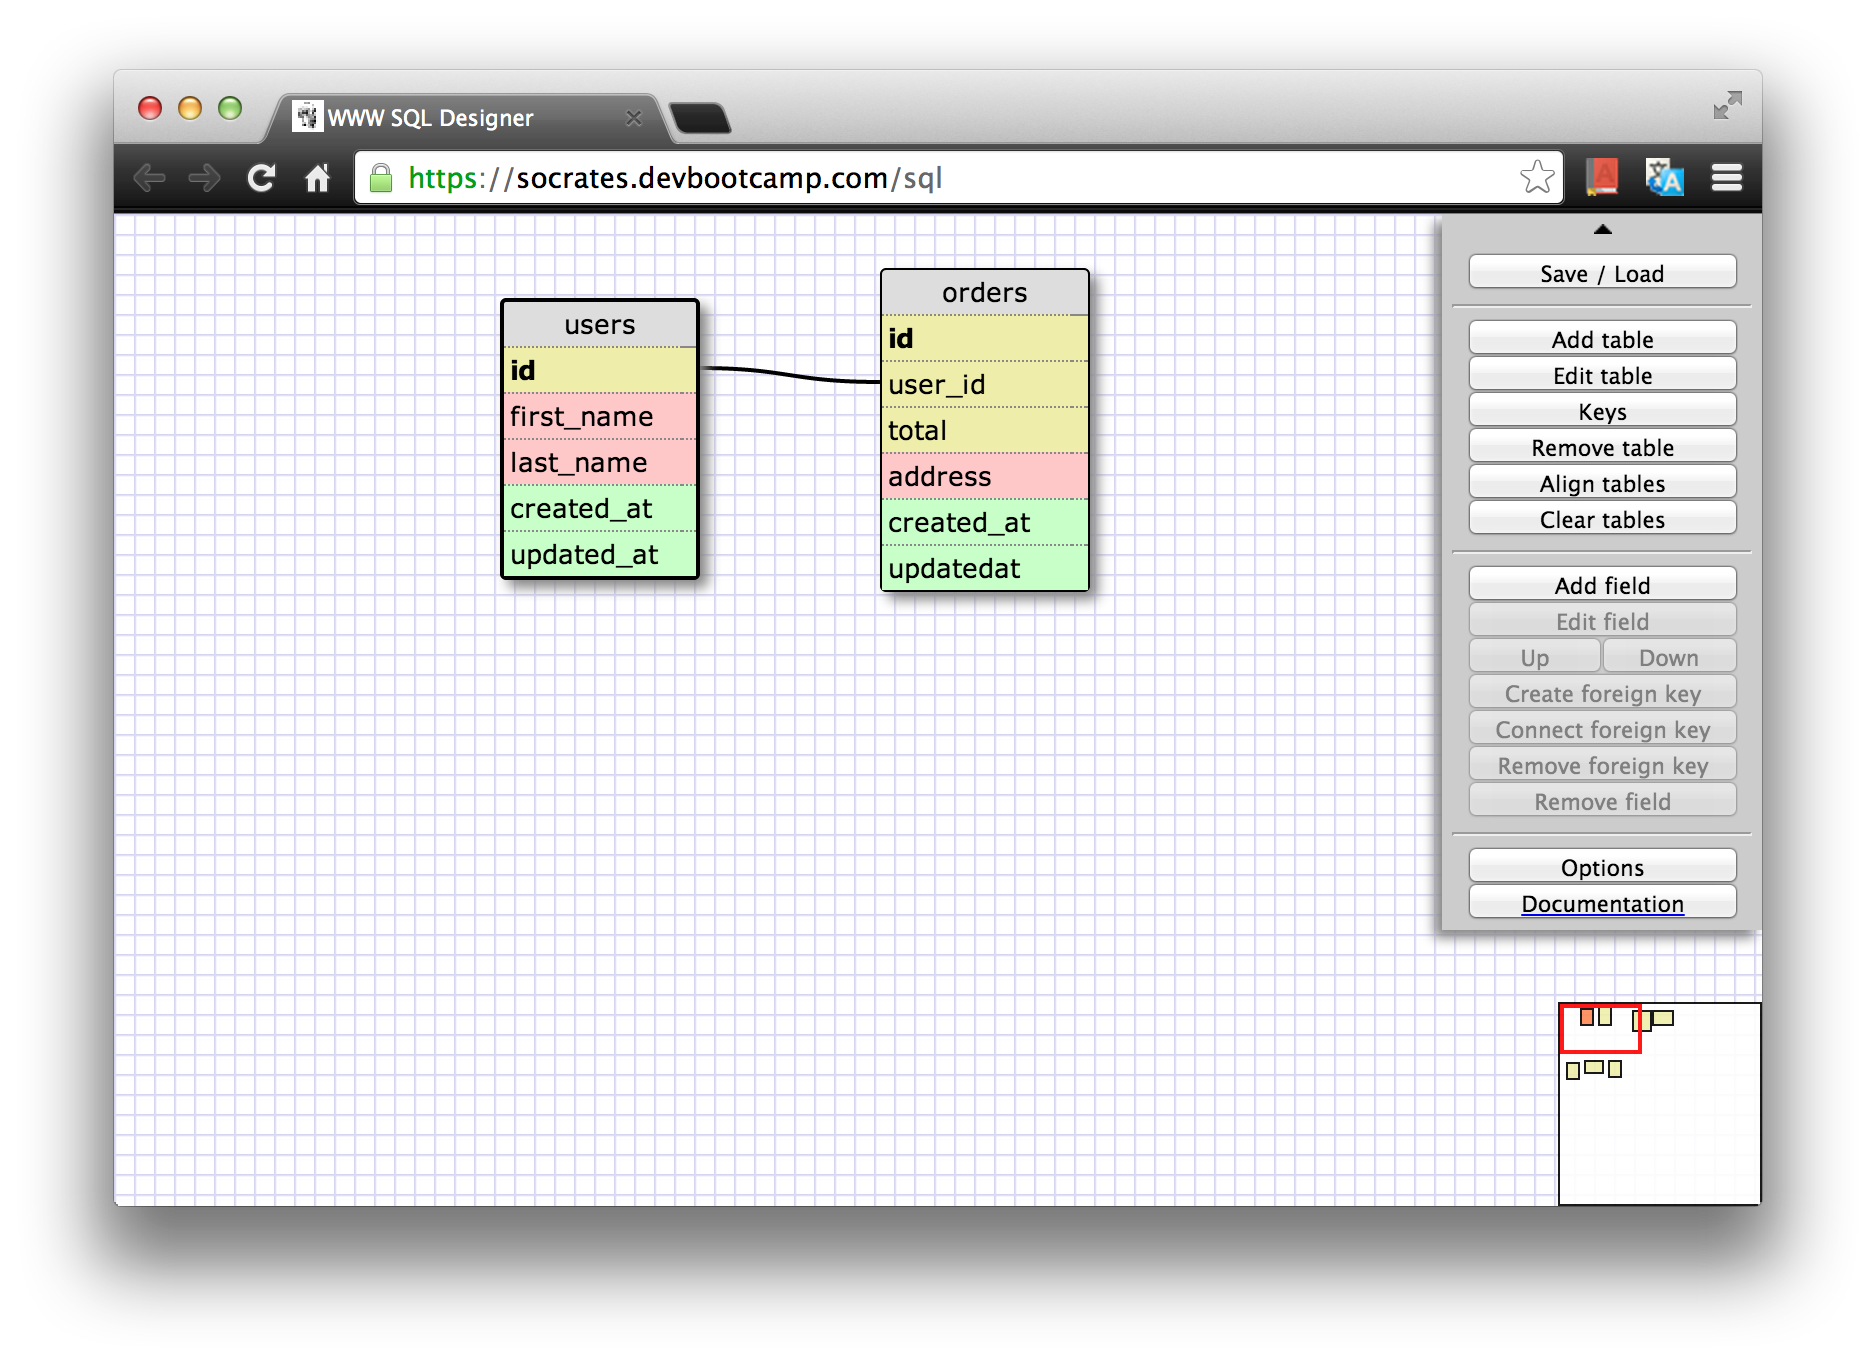 WWW SQL Designer
https://socrates.devbootcamp.com/sql
users
id
first_name
last_name
created_at
updated_at
orders
id
user_id
total
address
created_at
updatedat
Save / Load
Add table
Edit table
Keys
Remove table
Align tables
Clear tables
Add field
Edit field
Up Down
Create foreign key
Connect foreign key
Remove foreign key
Remove field
Options
Documentation